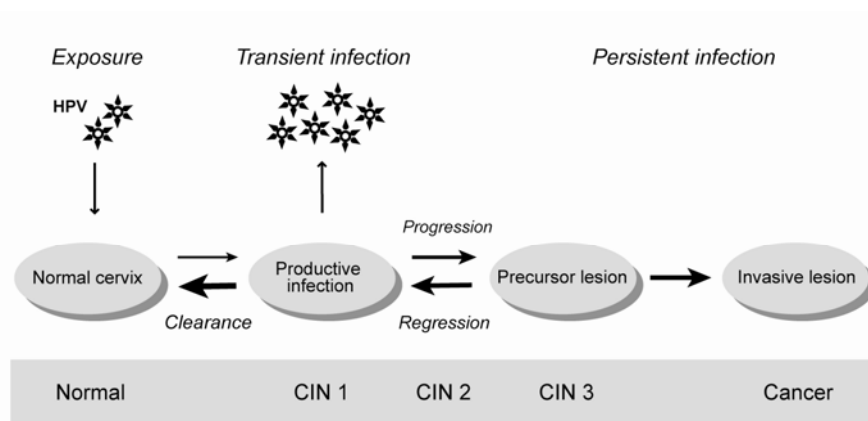 Exposure
Transient infection
Persistent infection
HPV
Progression
Normal cervix
Productive
infection
Precursor lesion
Invasive lesion
Clearance
Regression
Normal
CIN 1
CIN 2
CIN 3
Cancer